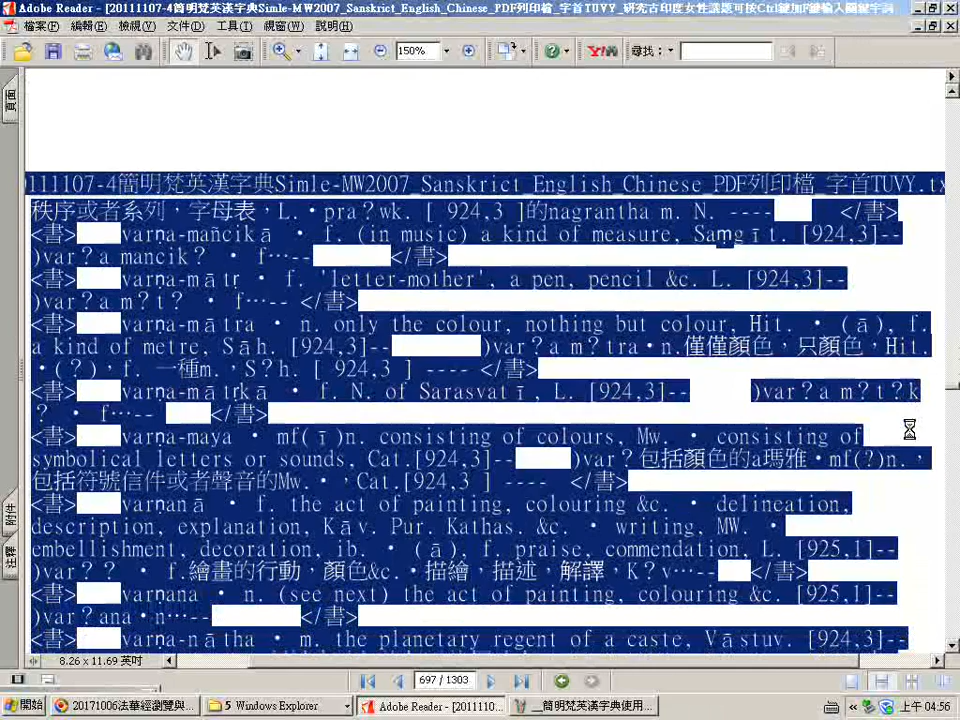 Adobe Reader - [20111107-4簡明梵英漢字典Simle-MW2007_Sanskrict_English_Chinese_PDF列印檔_字首TUVY_研究古印度女性議題可按Ctrl鍵加F鍵輸入關鍵字詞
檔案(F) 編輯(E) 檢視(V) 文件(D) 工具(T) 視窗(W) 說明(H)
150% Y! 尋找:
頁面
附件
注釋
111107-4簡明梵英漢字典Simle-MW2007_Sanskrict_English_Chinese_PDF列印檔_字首TUVY.tx
秩序或者系列，字母表，L.‧pra？wk. [ 924,3 ]的nagrantha m. N. ---- </書>
<書> varṇa-mañcikā ‧ f. (in music) a kind of measure, Saṃgīt. [924,3]--
)var？a mancik？ ‧ f…-- </書>
<書> varṇa-mātṛ ‧ f. 'letter-mother', a pen, pencil &c. L. [924,3]--
)var？a m？t？ ‧ f…-- </書>
<書> varṇa-mātra ‧ n. only the colour, nothing but colour, Hit. ‧ (ā), f.
a kind of metre, Sāh. [924,3]-- )var？a m？tra‧n.僅僅顏色，只顏色，Hit.
‧(？), f. 一種m., S？h. [ 924,3 ] ---- </書>
<書> varṇa-mātṛkā ‧ f. N. of Sarasvatī, L. [924,3]-- )var？a m？t？k
？ ‧ f…-- </書>
<書> varṇa-maya ‧ mf(ī)n. consisting of colours, Mw. ‧ consisting of
symbolical letters or sounds, Cat.[924,3]-- )var？包括顏色的a瑪雅‧mf(?)n.，
包括符號信件或者聲音的Mw.‧，Cat.[924,3 ] ---- </書>
<書> varṇanā ‧ f. the act of painting, colouring &c. ‧ delineation,
description, explanation, Kāv. Pur. Kathas. &c. ‧ writing, MW. ‧
embellishment, decoration, ib. ‧ (ā), f. praise, commendation, L. [925,1]--
)var？？ ‧ f.繪畫的行動，顏色&c.‧描繪，描述，解譯，K？v…-- </書>
<書> varṇana ‧ n. (see next) the act of painting, colouring &c. [925,1]--
)var？ana‧n…-- </書>
<書> varṇa-nātha ‧ m. the planetary regent of a caste, Vāstuv. [924,3]--
8.26 x 11.69 英吋
697 / 1303
開始 20171006法華經瀏覽與... 5 Windows Explorer Adobe Reader - [2011110... __簡明梵英漢字典使用... 上午 04:56